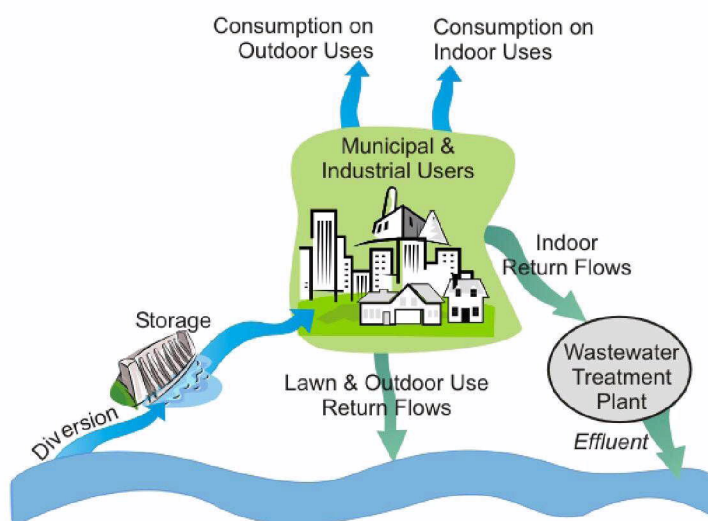 Consumption on
Outdoor Uses
Consumption on
Indoor Uses
Municipal &
Industrial Users
Indoor
Return Flows
Storage
Diversion
Lawn & Outdoor Use
Return Flows
Wastewater
Treatment
Plant
Effluent